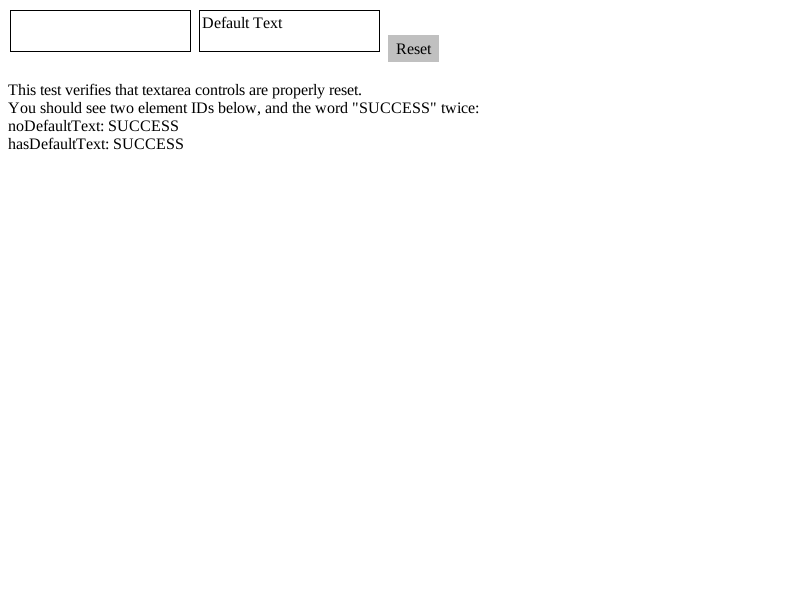 Default Text
Reset
This test verifies that textarea controls are properly reset.
You should see two element IDs below, and the word "SUCCESS" twice:
noDefaultText: SUCCESS
hasDefaultText: SUCCESS